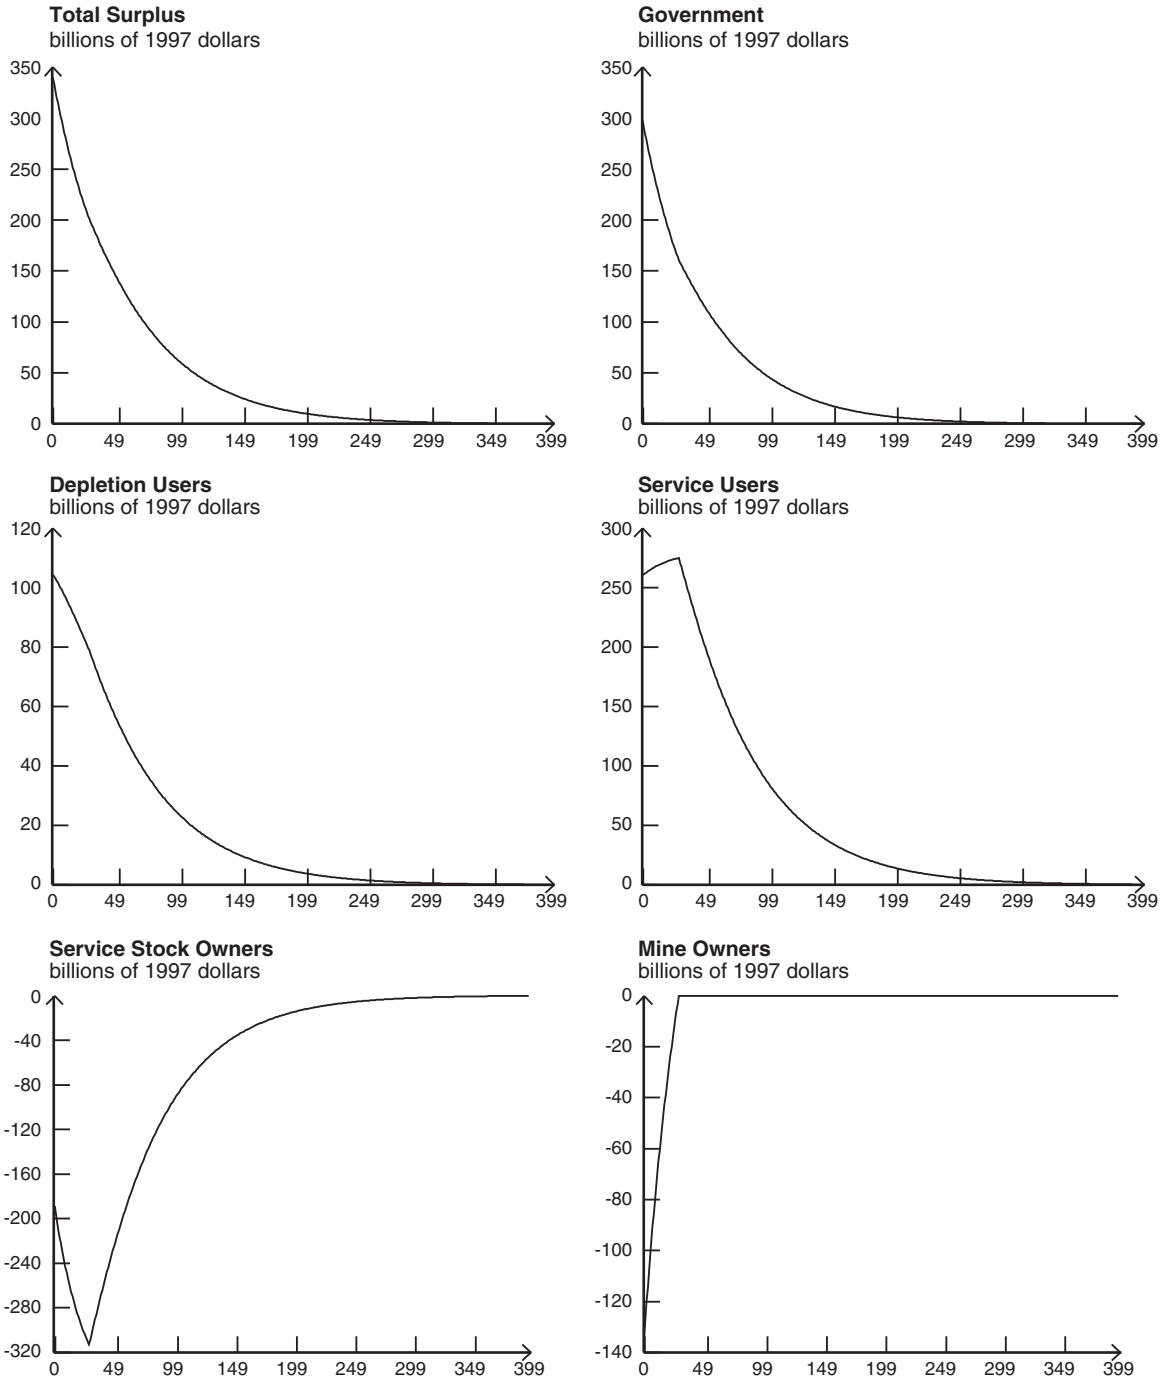 Total Surplus
billions of 1997 dollars
350
300
250
200
150
100
50
0
0 49 99 149 199 249 299 349 399
Government
billions of 1997 dollars
350
300
250
200
150
100
50
0
0 49 99 149 199 249 299 349 399
Depletion Users
billions of 1997 dollars
120
100
80
60
40
20
0
0 49 99 149 199 249 299 349 399
Service Users
billions of 1997 dollars
300
250
200
150
100
50
0
0 49 99 149 199 249 299 349 399
Service Stock Owners
billions of 1997 dollars
0
-40
-80
-120
-160
-200
-240
-280
-320
0 49 99 149 199 249 299 349 399
Mine Owners
billions of 1997 dollars
0
-20
-40
-60
-80
-100
-120
-140
0 49 99 149 199 249 299 349 399